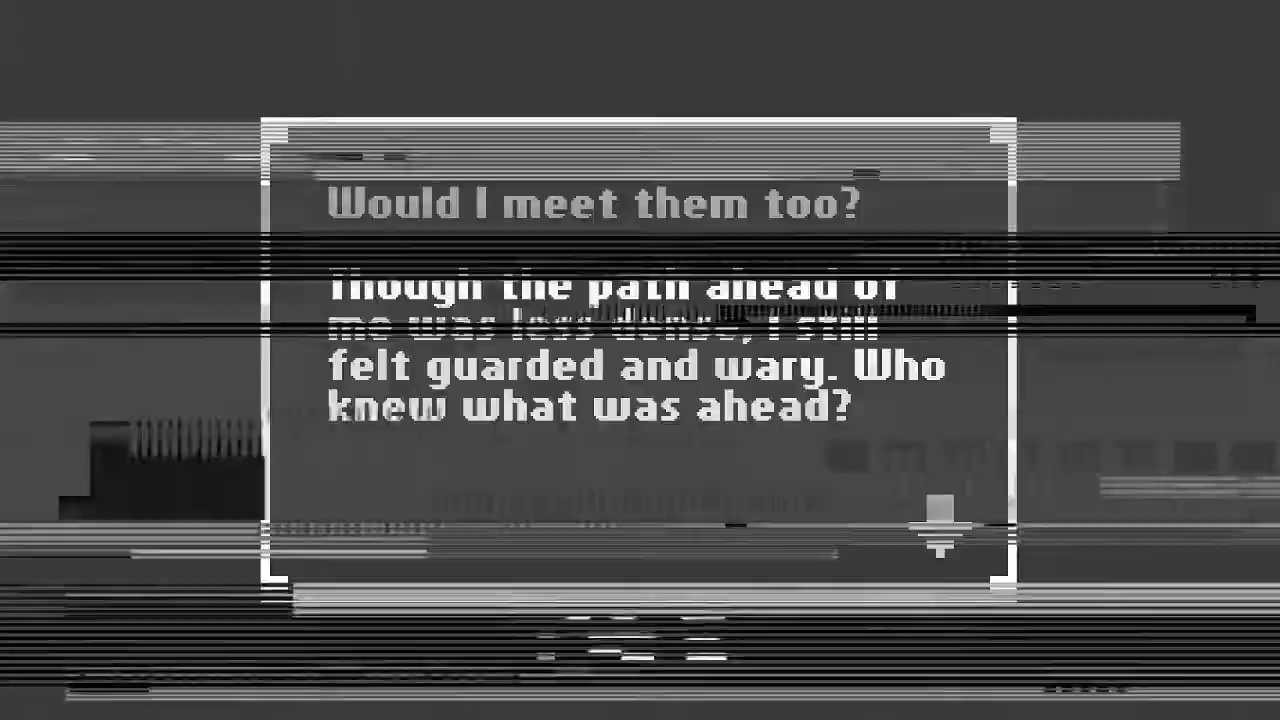 Would I meet them too?
Though the path ahead of
me was less dense, I still
felt guarded and wary. Who
knew what was ahead?